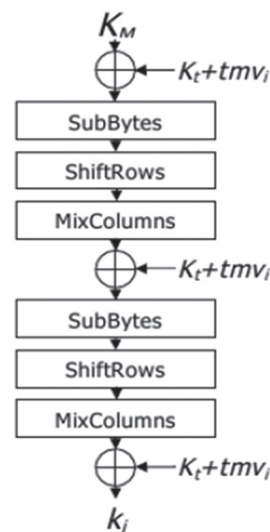 K_M
K_t+tmv_i
SubBytes
ShiftRows
MixColumns
K_t+tmv_i
SubBytes
ShiftRows
MixColumns
K_t+tmv_i
k_i